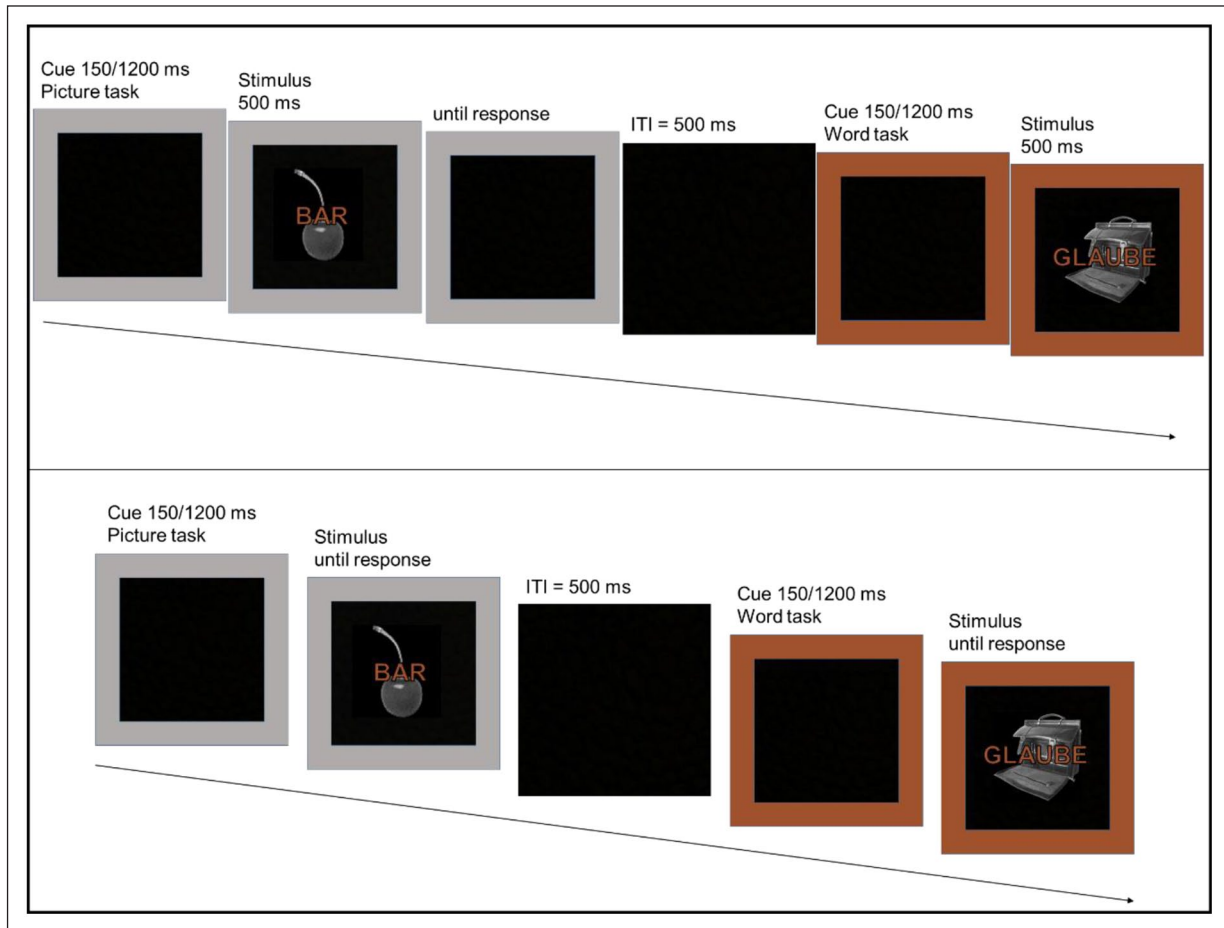 Cue 150/1200 ms
Picture task
Stimulus
500 ms
BAR
until response
ITI = 500 ms
Cue 150/1200 ms
Word task
Stimulus
500 ms
GLAUBE
Cue 150/1200 ms
Picture task
Stimulus
until response
BAR
ITI = 500 ms
Cue 150/1200 ms
Word task
Stimulus
until response
GLAUBE